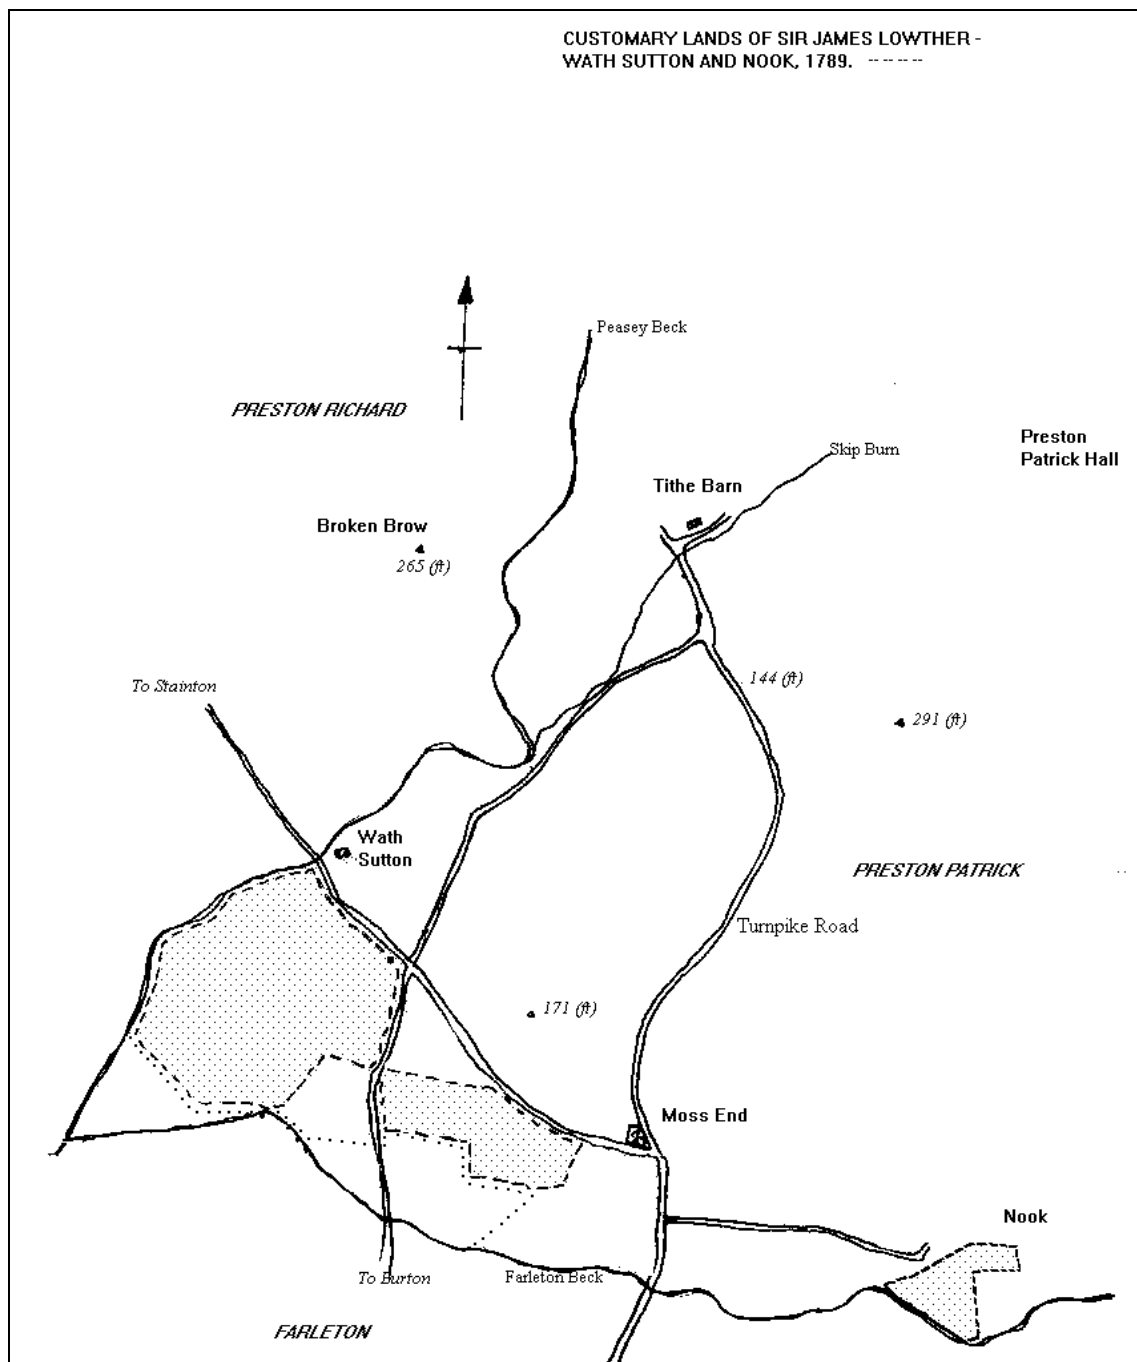 CUSTOMARY LANDS OF SIR JAMES LOWTHER -
WATH SUTTON AND NOOK, 1789. -----
Peasey Beck
PRESTON RICHARD
Preston
Patrick Hall
Skip Burn
Tithe Barn
Broken Brow
265 (ft)
To Stainton
144 (ft)
291 (ft)
Wath
Sutton
PRESTON PATRICK
Turnpike Road
171 (ft)
Moss End
Nook
To Burton
Farleton Beck
FARLETON